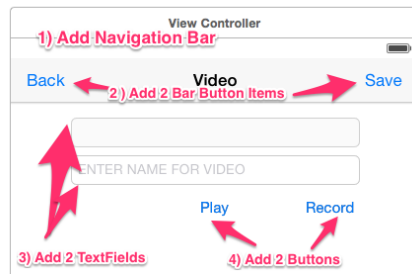 View Controller
1) Add Navigation Bar
Back Video Save
2 ) Add 2 Bar Button Items
ENTER NAME FOR VIDEO
Play Record
3) Add 2 TextFields 4) Add 2 Buttons